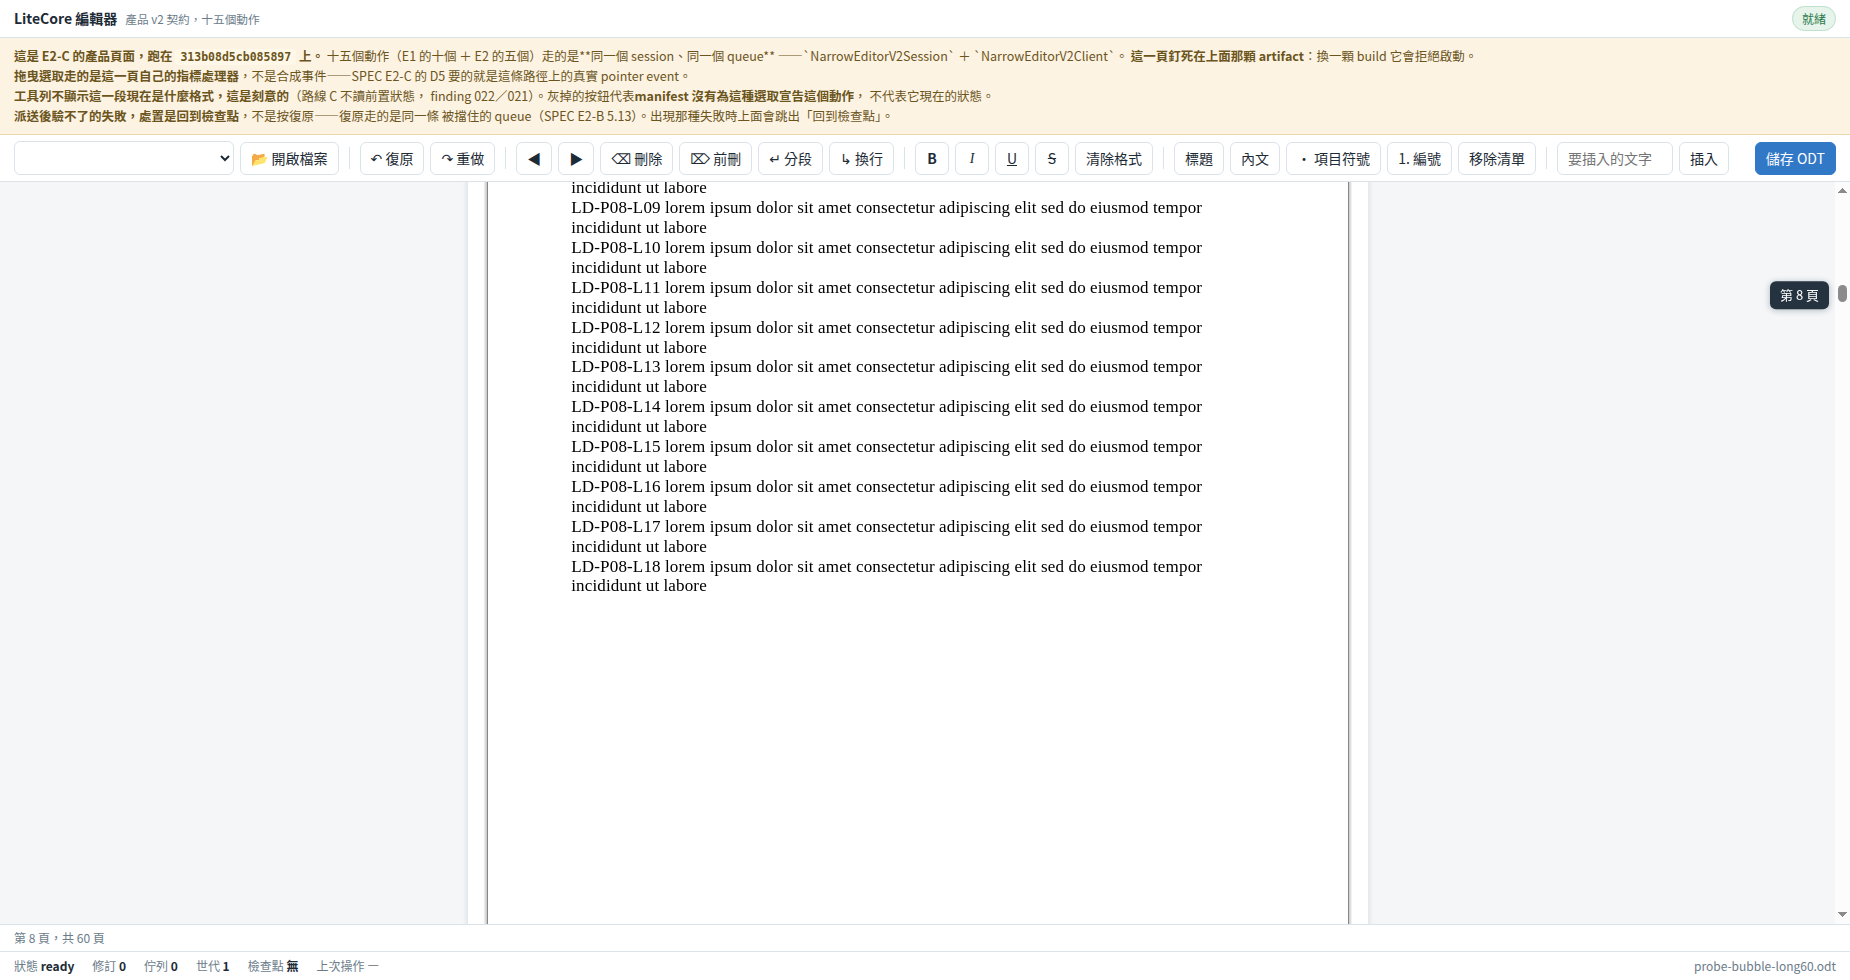 LiteCore 編輯器 產品 v2 契約，十五個動作 就緒
這是 E2-C 的產品頁面，跑在 313b08d5cb085897 上。 十五個動作（E1 的十個 ＋ E2 的五個）走的是**同一個 session、同一個 queue** ──`NarrowEditorV2Session` ＋ `NarrowEditorV2Client`。 這一頁釘死在上面那顆 artifact：換一顆 build 它會拒絕啟動。
拖曳選取走的是這一頁自己的指標處理器，不是合成事件──SPEC E2-C 的 D5 要的就是這條路徑上的真實 pointer event。
工具列不顯示這一段現在是什麼格式，這是刻意的（路線 C 不讀前置狀態， finding 022／021）。灰掉的按鈕代表manifest 沒有為這種選取宣告這個動作， 不代表它現在的狀態。
派送後驗不了的失敗，處置是回到檢查點，不是按復原──復原走的是同一條 被擋住的 queue（SPEC E2-B 5.13）。出現那種失敗時上面會跳出「回到檢查點」。
📂 開啟檔案 ↶ 復原 ↷ 重做 ◀ ▶ ⌫ 刪除 ⌦ 前刪 ↵ 分段 ↳ 換行 B I U S 清除格式 標題 內文 ・ 項目符號 1. 編號 移除清單 要插入的文字 插入 儲存 ODT
incididunt ut labore
LD-P08-L09 lorem ipsum dolor sit amet consectetur adipiscing elit sed do eiusmod tempor
incididunt ut labore
LD-P08-L10 lorem ipsum dolor sit amet consectetur adipiscing elit sed do eiusmod tempor
incididunt ut labore
LD-P08-L11 lorem ipsum dolor sit amet consectetur adipiscing elit sed do eiusmod tempor
incididunt ut labore
LD-P08-L12 lorem ipsum dolor sit amet consectetur adipiscing elit sed do eiusmod tempor
incididunt ut labore
LD-P08-L13 lorem ipsum dolor sit amet consectetur adipiscing elit sed do eiusmod tempor
incididunt ut labore
LD-P08-L14 lorem ipsum dolor sit amet consectetur adipiscing elit sed do eiusmod tempor
incididunt ut labore
LD-P08-L15 lorem ipsum dolor sit amet consectetur adipiscing elit sed do eiusmod tempor
incididunt ut labore
LD-P08-L16 lorem ipsum dolor sit amet consectetur adipiscing elit sed do eiusmod tempor
incididunt ut labore
LD-P08-L17 lorem ipsum dolor sit amet consectetur adipiscing elit sed do eiusmod tempor
incididunt ut labore
LD-P08-L18 lorem ipsum dolor sit amet consectetur adipiscing elit sed do eiusmod tempor
incididunt ut labore
第 8 頁
第 8 頁，共 60 頁
狀態 ready 修訂 0 佇列 0 世代 1 檢查點 無 上次操作 — probe-bubble-long60.odt